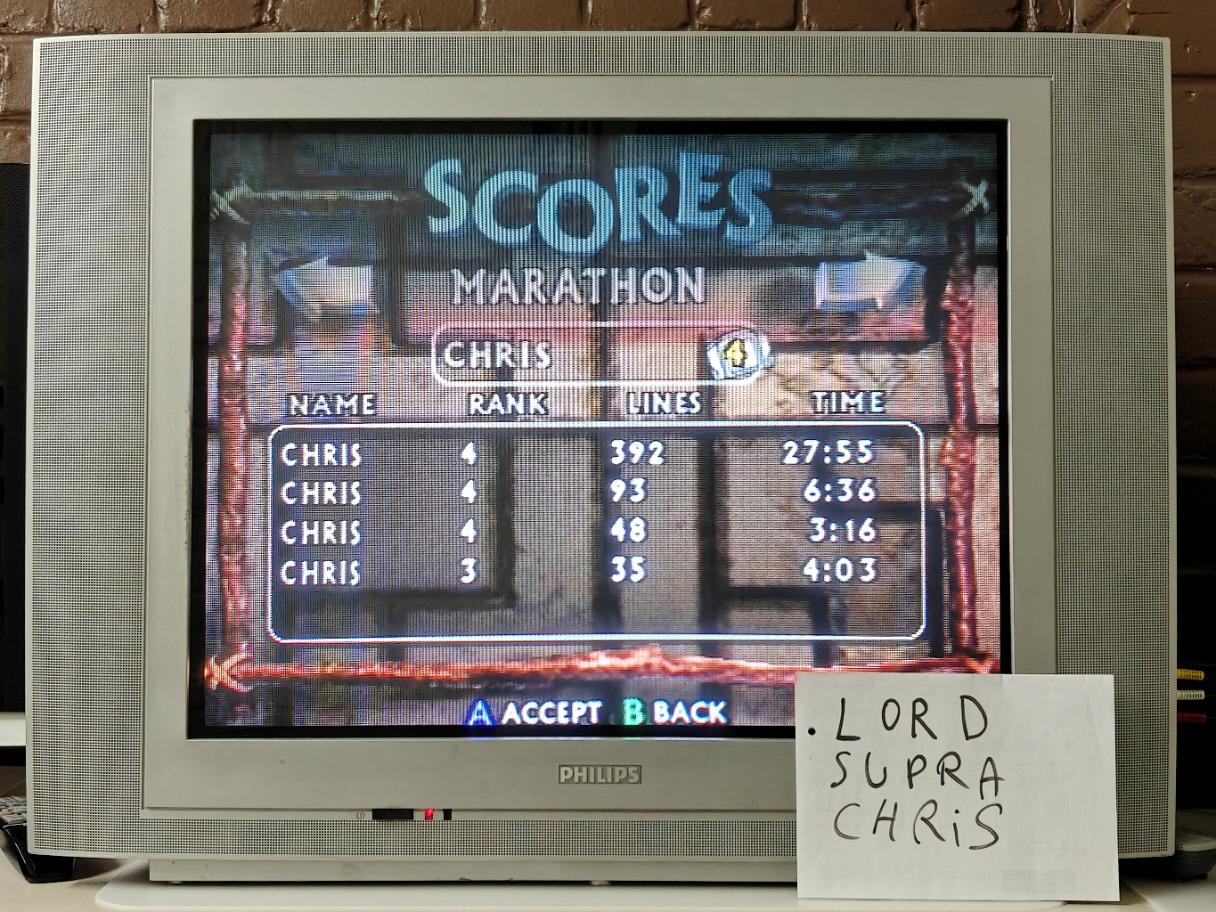 SCORES
MARATHON
CHRIS 4
NAME RANK LINES TIME
CHRIS 4 392 27:55
CHRIS 4 93 6:36
CHRIS 4 48 3:16
CHRIS 3 35 4:03
A ACCEPT B BACK
PHILIPS
.LORD
SUPRA
CHRiS